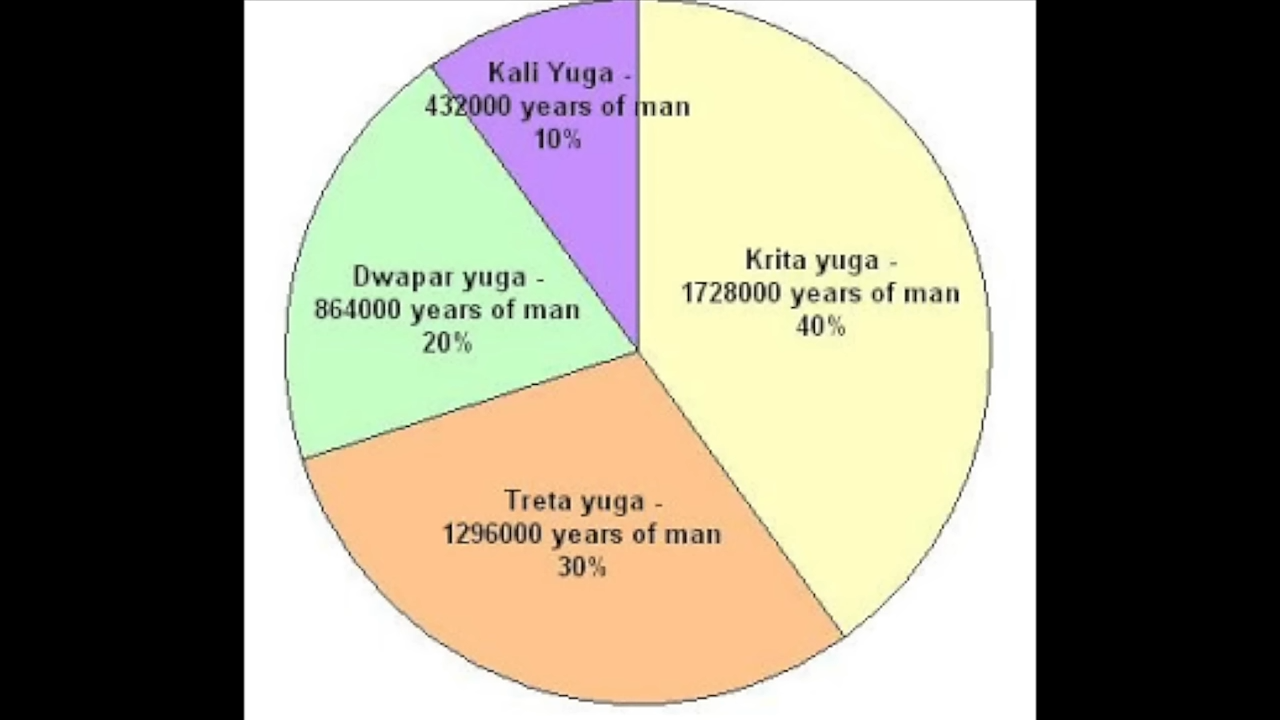 Kali Yuga -
432000 years of man
10%
Krita yuga -
1728000 years of man
40%
Dwapar yuga -
864000 years of man
20%
Treta yuga -
1296000 years of man
30%